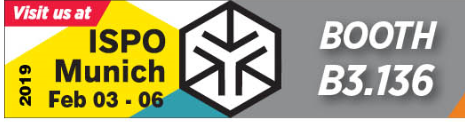 Visit us at
ISPO
Munich
2019
Feb 03 - 06
BOOTH
B3.136